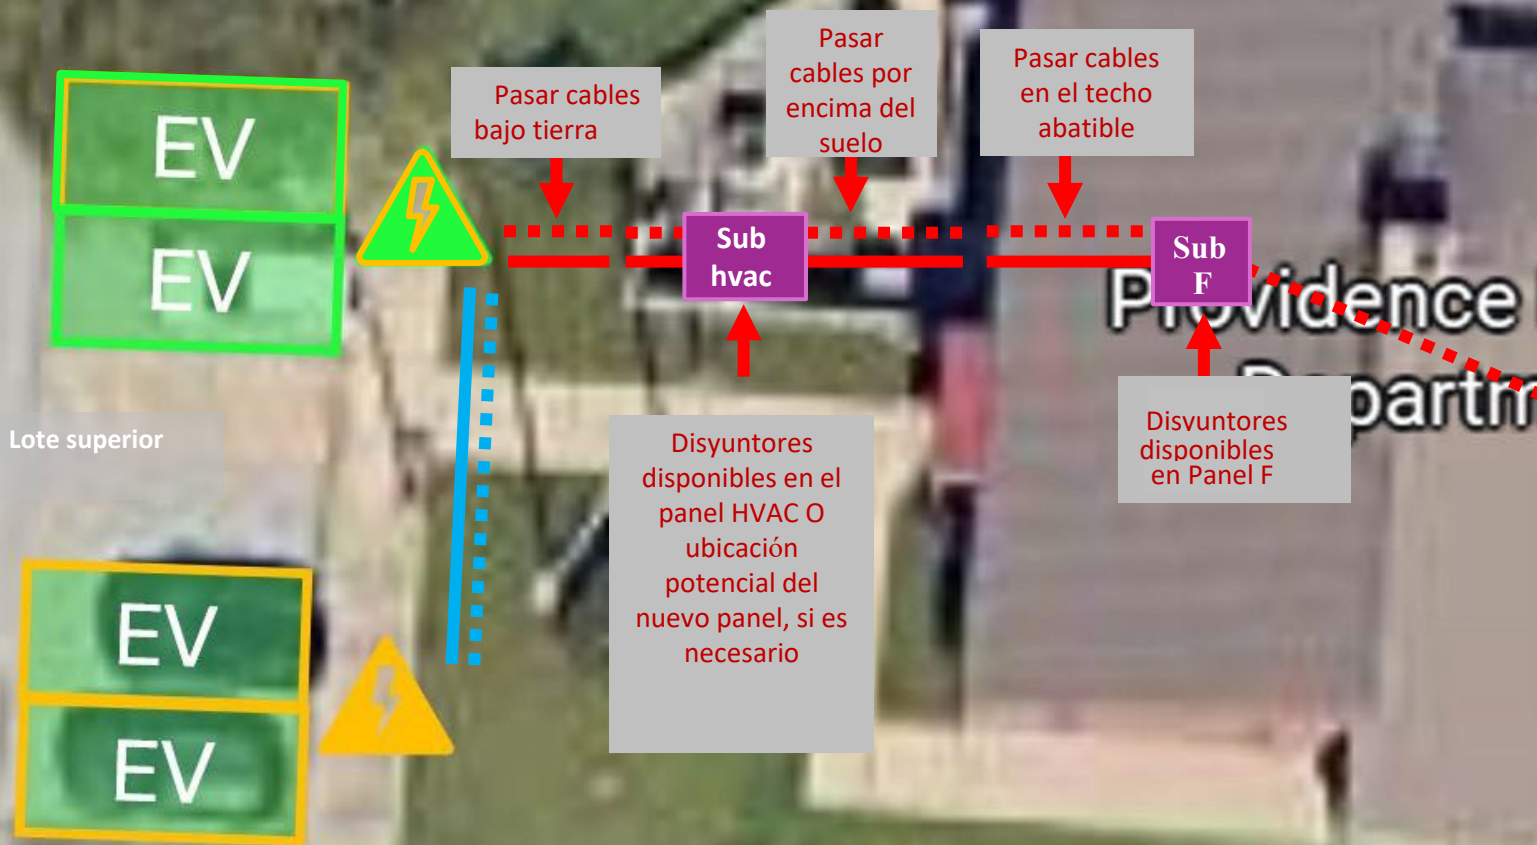 Pasar
cables por
encima del
suelo
Pasar cables
en el techo
abatible
Pasar cables
bajo tierra
EV
EV
Sub
hvac
Sub
F
Providence
Departm
Lote superior
Disyuntores
disponibles en el
panel HVAC O
ubicación
potencial del
nuevo panel, si es
necesario
Disvuntores
disponibles
en Panel F
EV
EV